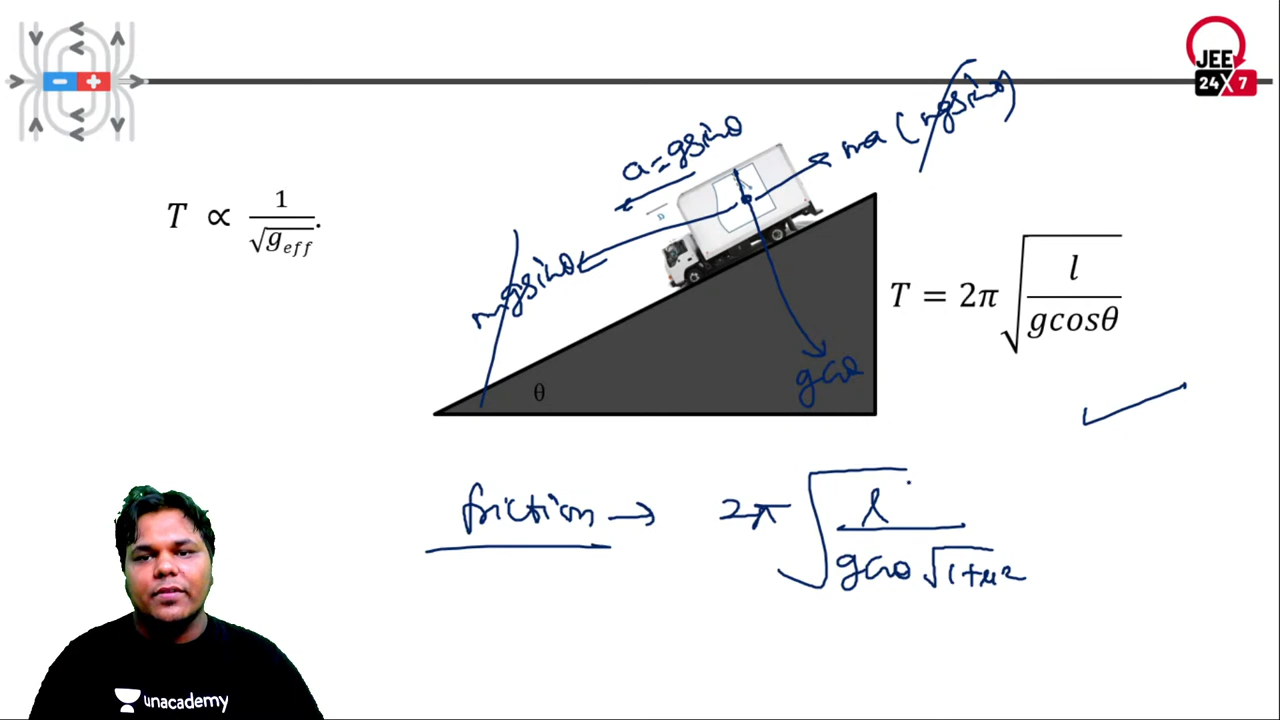 JEE
24X7
a=gsinθ
ma (mgsinθ)
T ∝ 1/√g_eff.
mgsinθ
T = 2π√(l/gcosθ)
gcosθ
θ
friction → 2π√(l/gcosθ√1+μ²)
unacademy